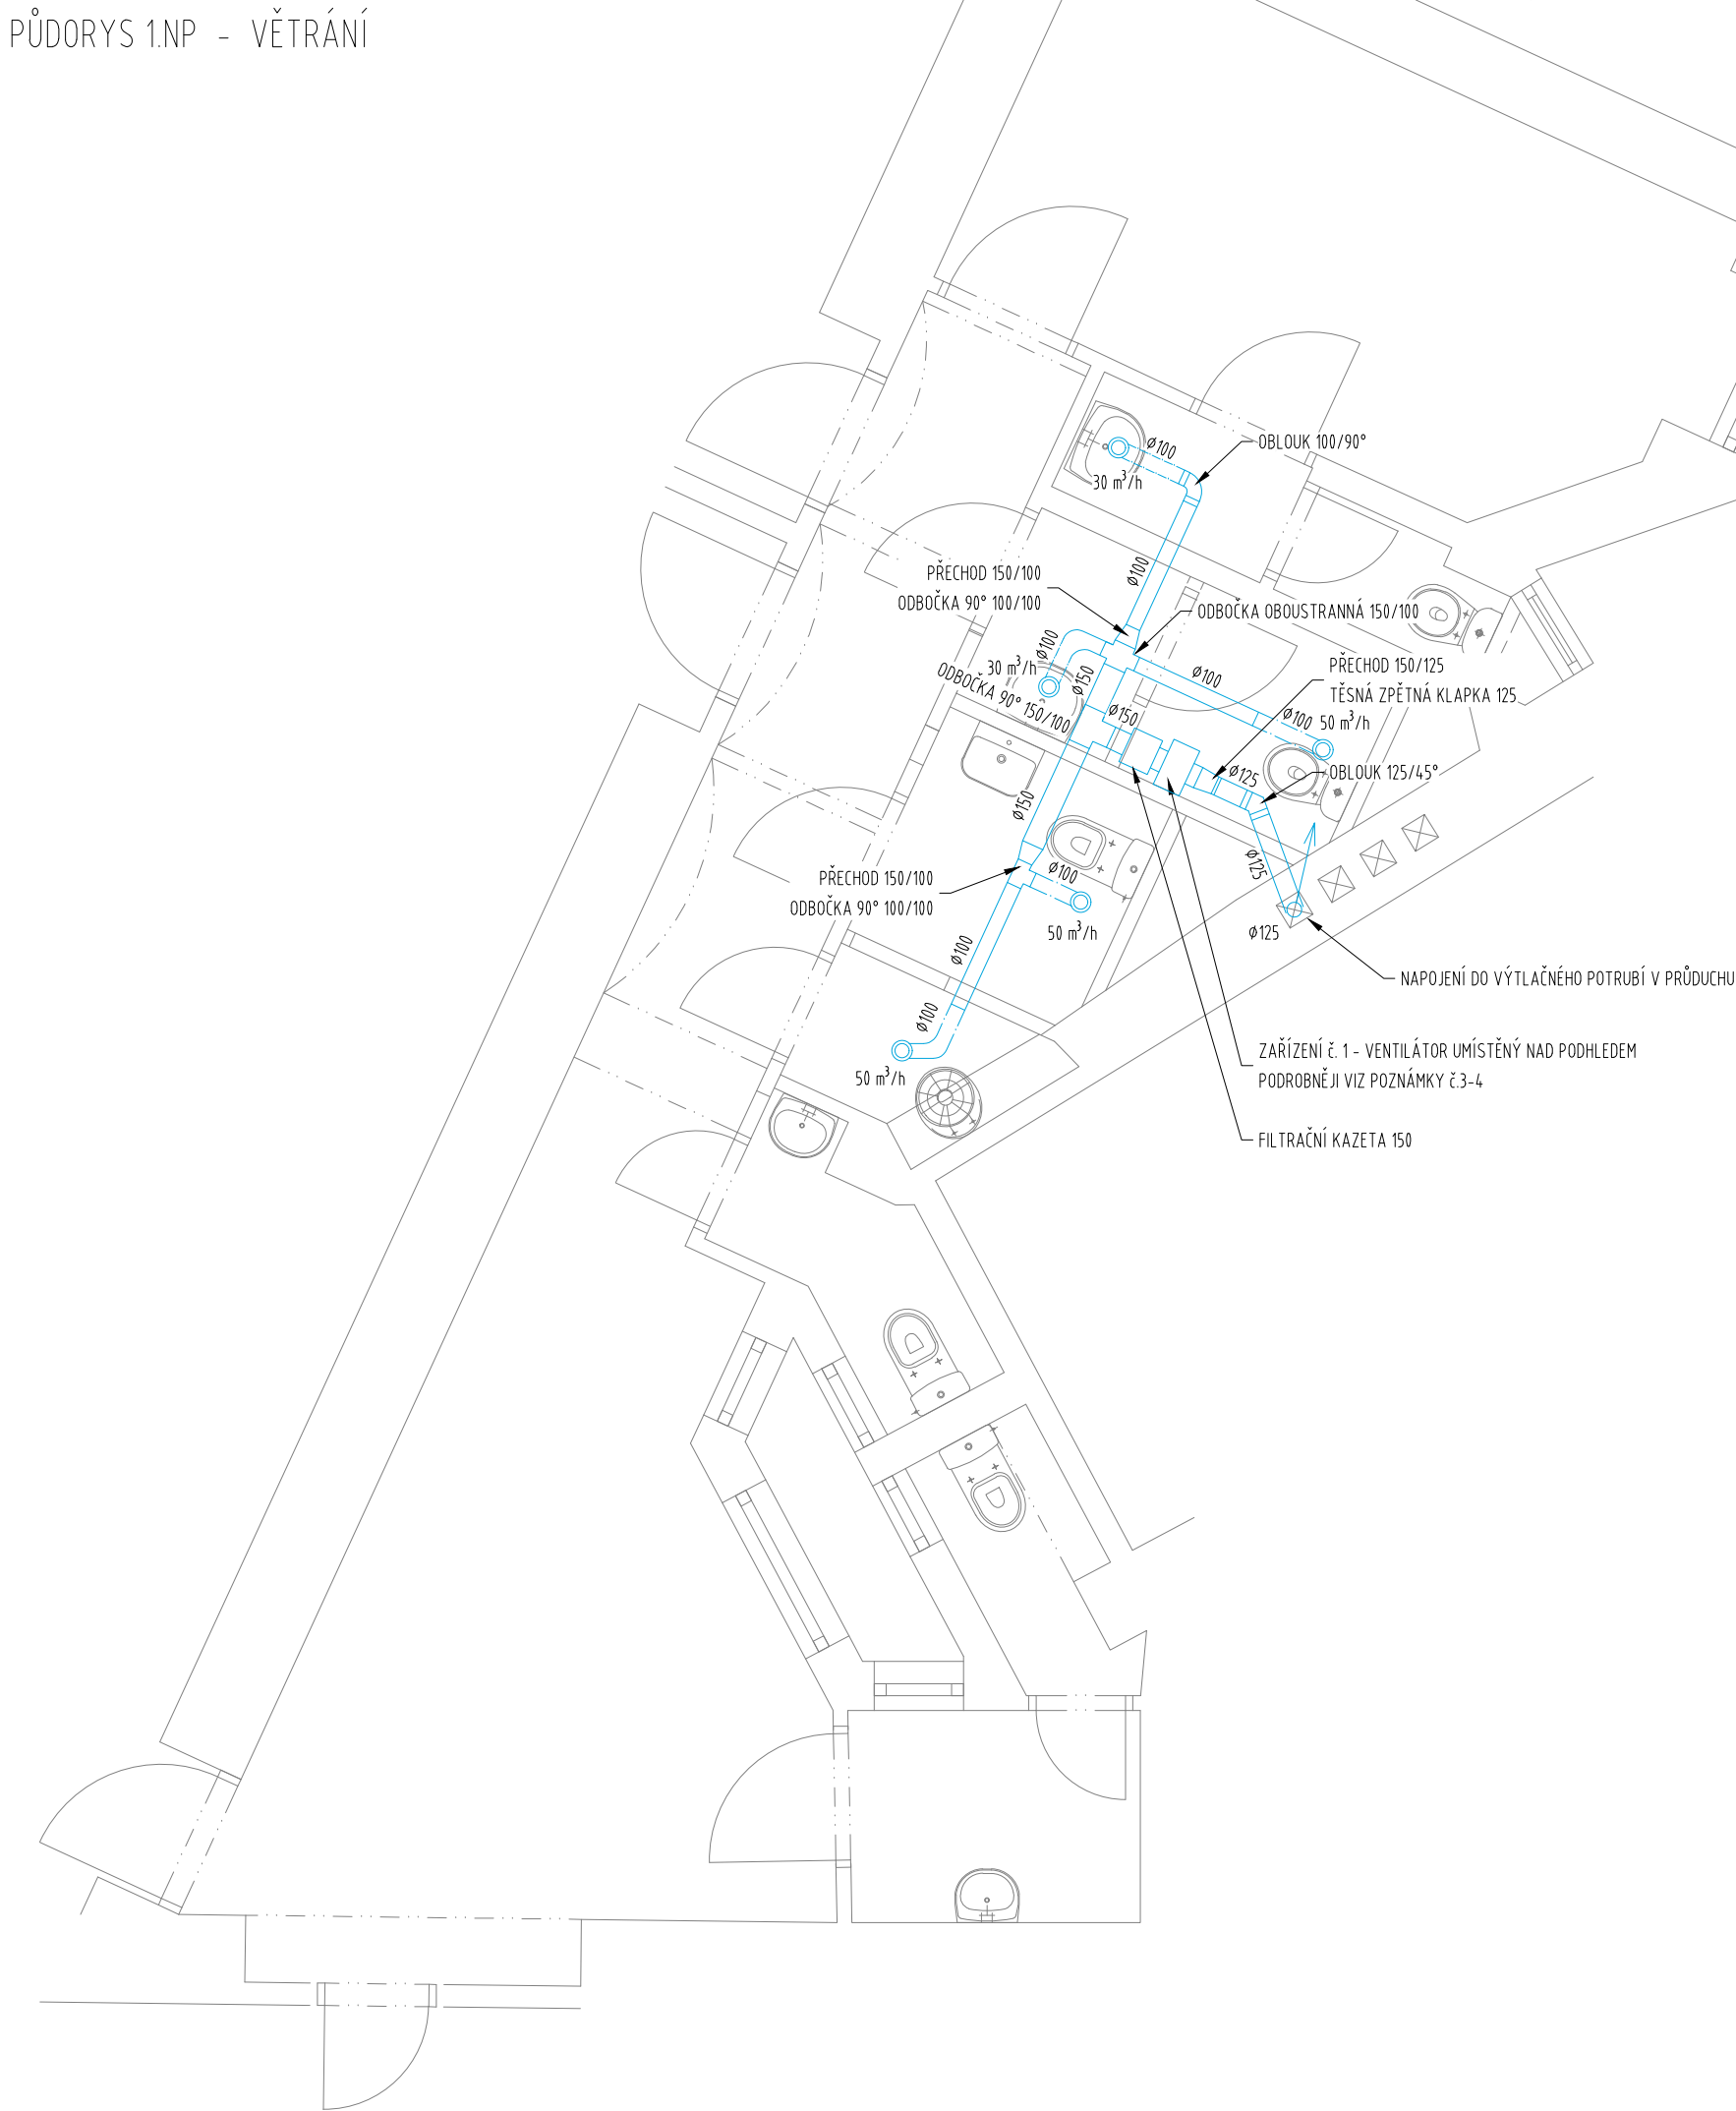 PŮDORYS 1.NP - VĚTRÁNÍ
OBLOUK 100/90°
Ø100
30 m³/h
Ø100
PŘECHOD 150/100
ODBOČKA 90° 100/100
ODBOČKA OBOUSTRANNÁ 150/100
Ø100
30 m³/h
ODBOČKA 90° 150/100
Ø150
Ø100
PŘECHOD 150/125
TĚSNÁ ZPĚTNÁ KLAPKA 125
Ø150
Ø100
50 m³/h
Ø125
OBLOUK 125/45°
Ø150
PŘECHOD 150/100
ODBOČKA 90° 100/100
Ø100
Ø125
50 m³/h
Ø125
Ø100
NAPOJENÍ DO VÝTLAČNÉHO POTRUBÍ V PRŮDUCHU
Ø100
50 m³/h
ZAŘÍZENÍ č. 1 - VENTILÁTOR UMÍSTĚNÝ NAD PODHLEDEM
PODROBNĚJI VIZ POZNÁMKY č.3-4
FILTRAČNÍ KAZETA 150